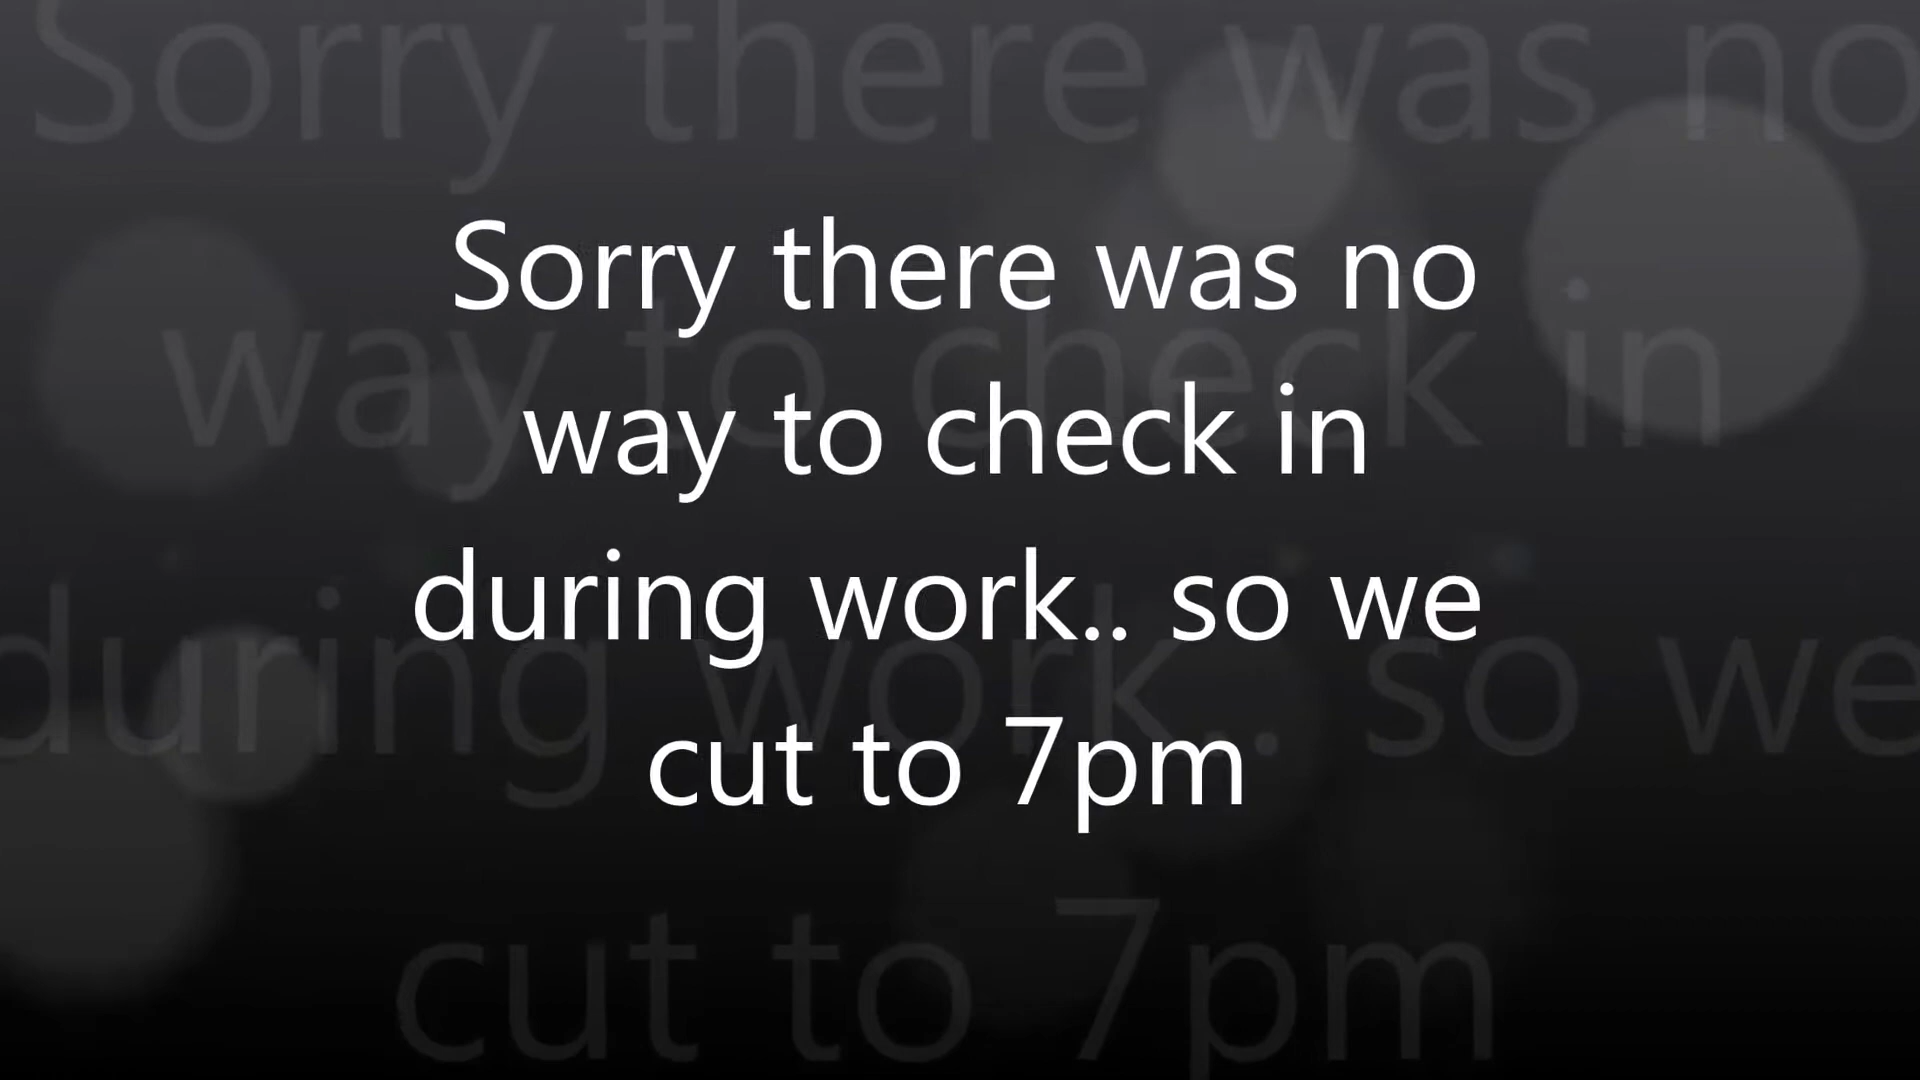 Sorry there was no
way to check in
during work.. so we
cut to 7pm